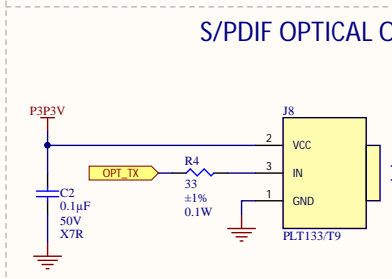 S/PDIF OPTICAL O
P3P3V
J8
2 VCC
OPT_TX
R4
3 IN
33
±1%
0.1W
1 GND
C2
0.1µF
50V
X7R
PLT133/T9